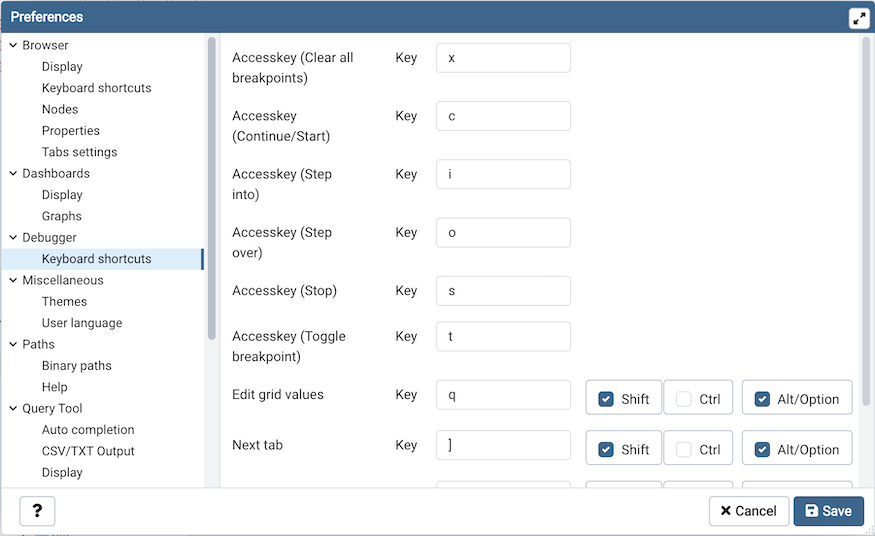 Preferences
Browser
Display
Keyboard shortcuts
Nodes
Properties
Tabs settings
Dashboards
Display
Graphs
Debugger
Keyboard shortcuts
Miscellaneous
Themes
User language
Paths
Binary paths
Help
Query Tool
Auto completion
CSV/TXT Output
Display
Accesskey (Clear all Key x
breakpoints)
Accesskey Key c
(Continue/Start)
Accesskey (Step Key i
into)
Accesskey (Step Key o
over)
Accesskey (Stop) Key s
Accesskey (Toggle Key t
breakpoint)
Edit grid values Key q Shift Ctrl Alt/Option
Next tab Key ] Shift Ctrl Alt/Option
? Cancel Save